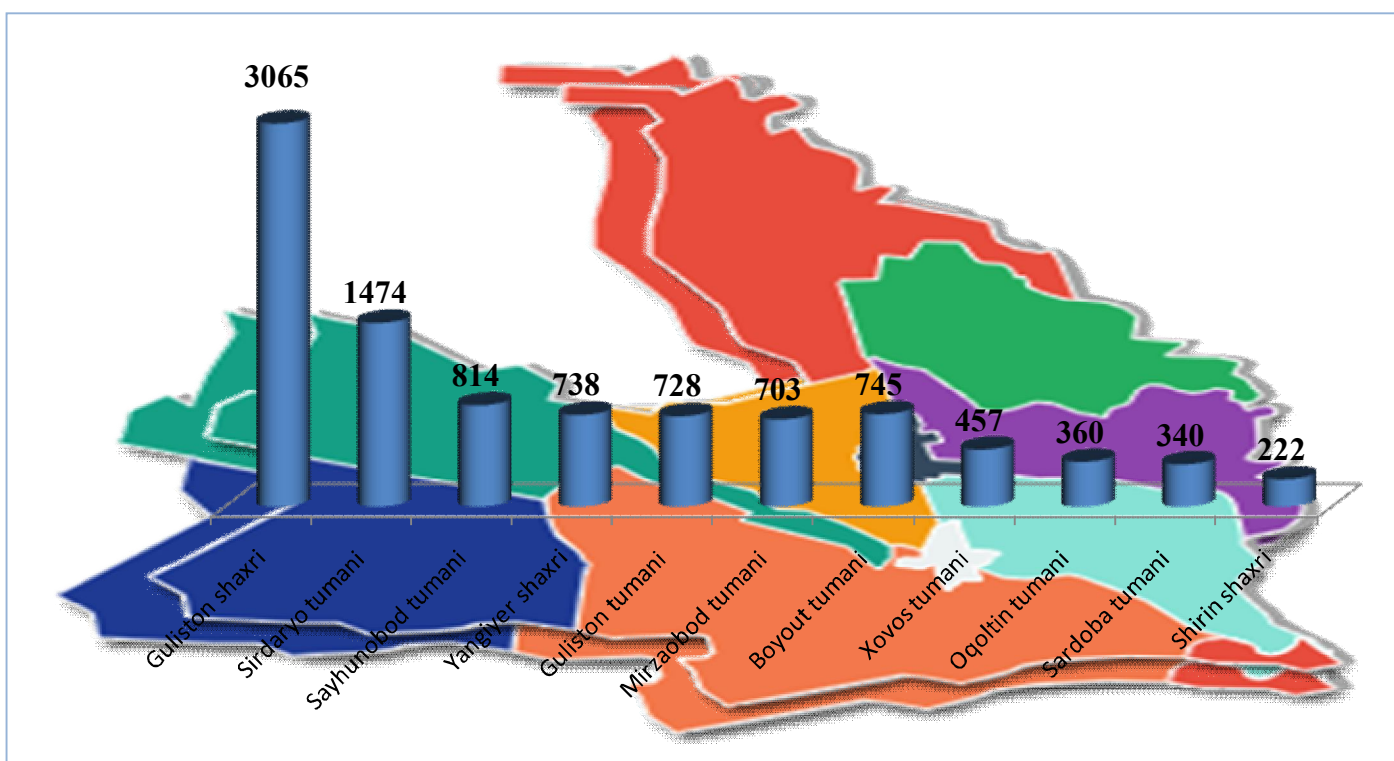 3065
1474
814
738
728
703
745
457
360
340
222
Guliston shaxri
Sirdaryo tumani
Sayhunobod tumani
Yangiyer shaxri
Guliston tumani
Mirzaobod tumani
Boyout tumani
Xovos tumani
Oqoltin tumani
Sardoba tumani
Shirin shaxri